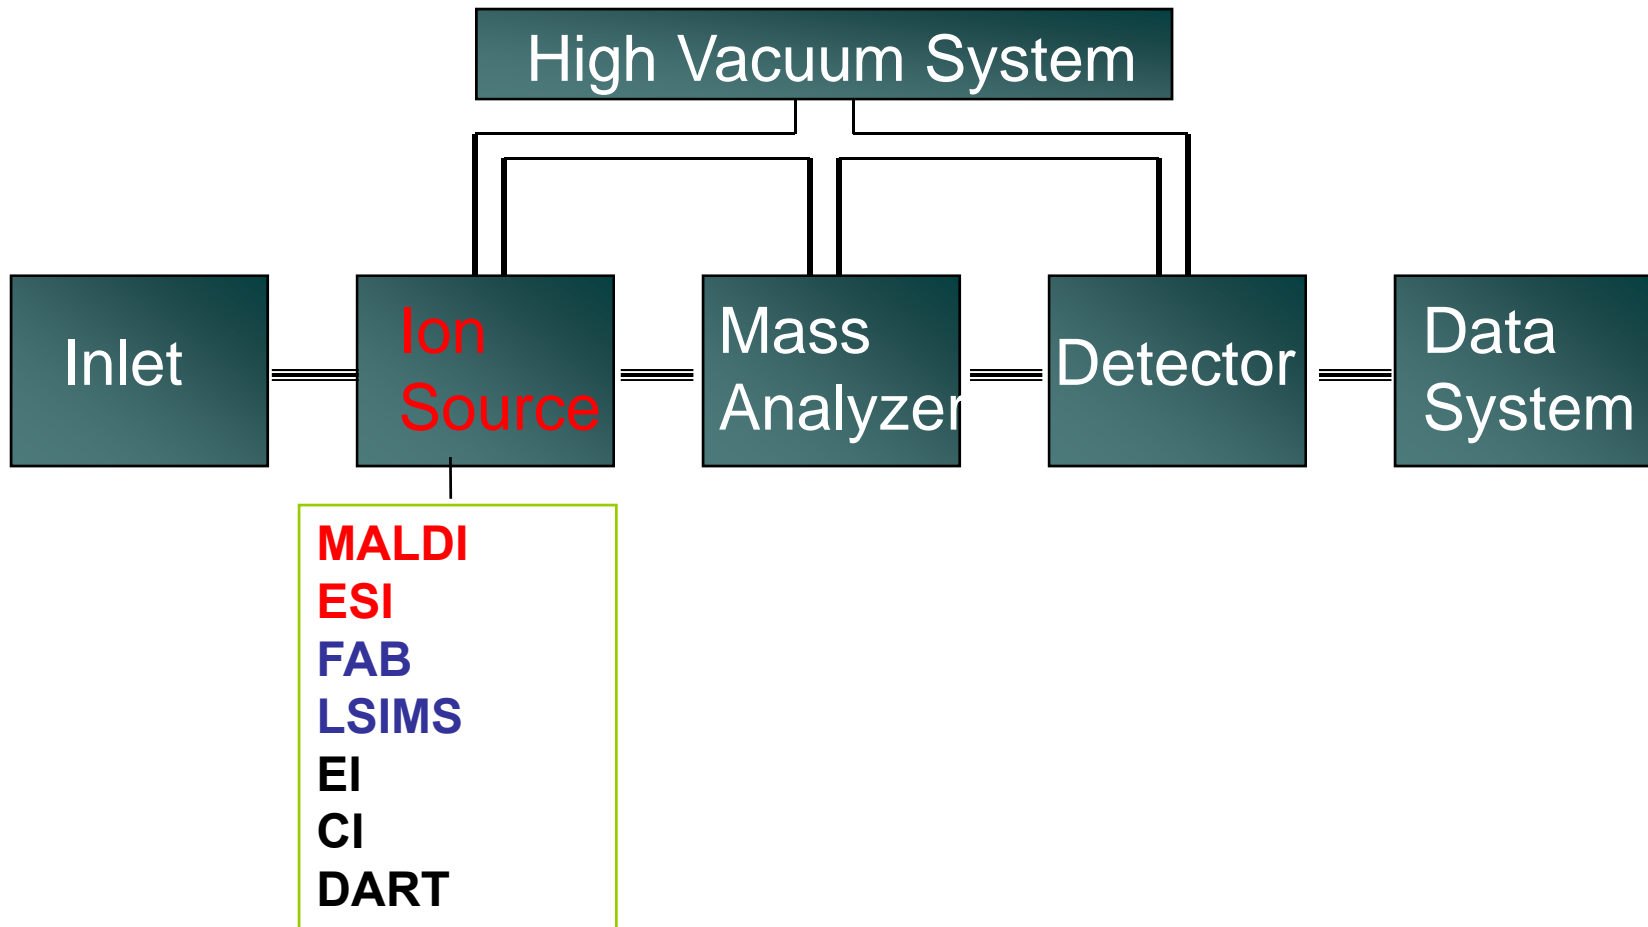 High Vacuum System
Inlet
Ion
Source
Mass
Analyzer
Detector
Data
System
MALDI
ESI
FAB
LSIMS
EI
CI
DART